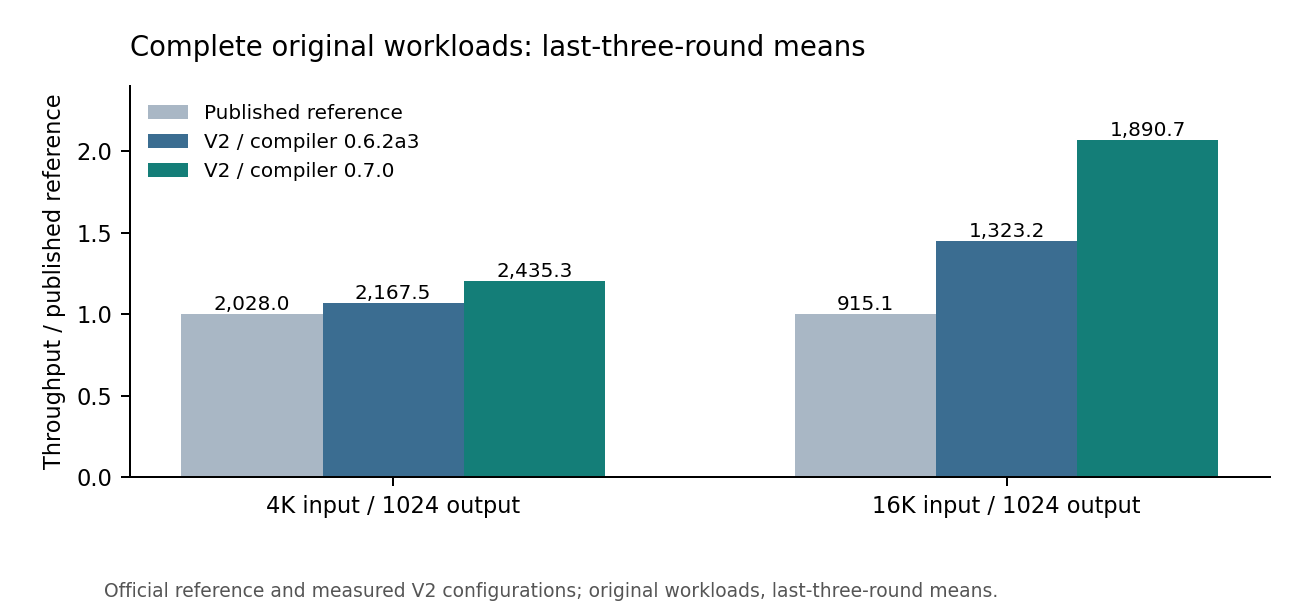 Complete original workloads: last-three-round means
Throughput / published reference
Published reference
V2 / compiler 0.6.2a3
V2 / compiler 0.7.0
2.0
1.5
1.0
0.5
0.0
2,028.0
2,167.5
2,435.3
915.1
1,323.2
1,890.7
4K input / 1024 output
16K input / 1024 output
Official reference and measured V2 configurations; original workloads, last-three-round means.